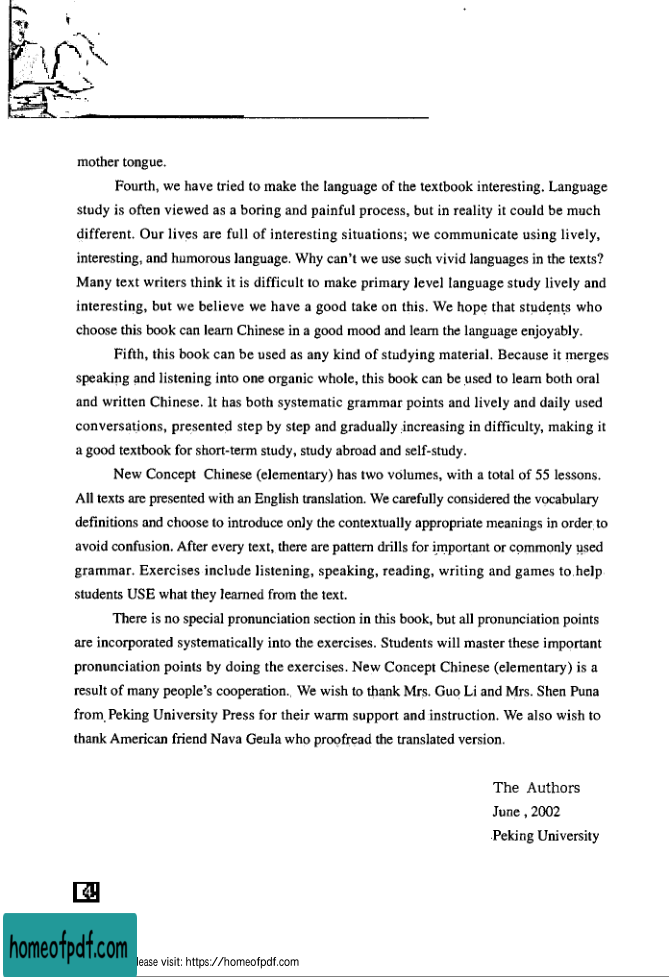 mother tongue.
Fourth, we have tried to make the language of the textbook interesting. Language
study is often viewed as a boring and painful process, but in reality it could be much
different. Our lives are full of interesting situations; we communicate using lively,
interesting, and humorous language. Why can't we use such vivid languages in the texts?
Many text writers think it is difficult to make primary level language study lively and
interesting, but we believe we have a good take on this. We hope that students who
choose this book can learn Chinese in a good mood and learn the language enjoyably.
Fifth, this book can be used as any kind of studying material. Because it merges
speaking and listening into one organic whole, this book can be used to learn both oral
and written Chinese. It has both systematic grammar points and lively and daily used
conversations, presented step by step and gradually increasing in difficulty, making it
a good textbook for short-term study, study abroad and self-study.
New Concept Chinese (elementary) has two volumes, with a total of 55 lessons.
All texts are presented with an English translation. We carefully considered the vocabulary
definitions and choose to introduce only the contextually appropriate meanings in order to
avoid confusion. After every text, there are pattern drills for important or commonly used
grammar. Exercises include listening, speaking, reading, writing and games to help
students USE what they learned from the text.
There is no special pronunciation section in this book, but all pronunciation points
are incorporated systematically into the exercises. Students will master these important
pronunciation points by doing the exercises. New Concept Chinese (elementary) is a
result of many people's cooperation. We wish to thank Mrs. Guo Li and Mrs. Shen Puna
from Peking University Press for their warm support and instruction. We also wish to
thank American friend Nava Geula who proofread the translated version.
The Authors
June , 2002
Peking University
4
homeofpdf.com
lease visit: https://homeofpdf.com